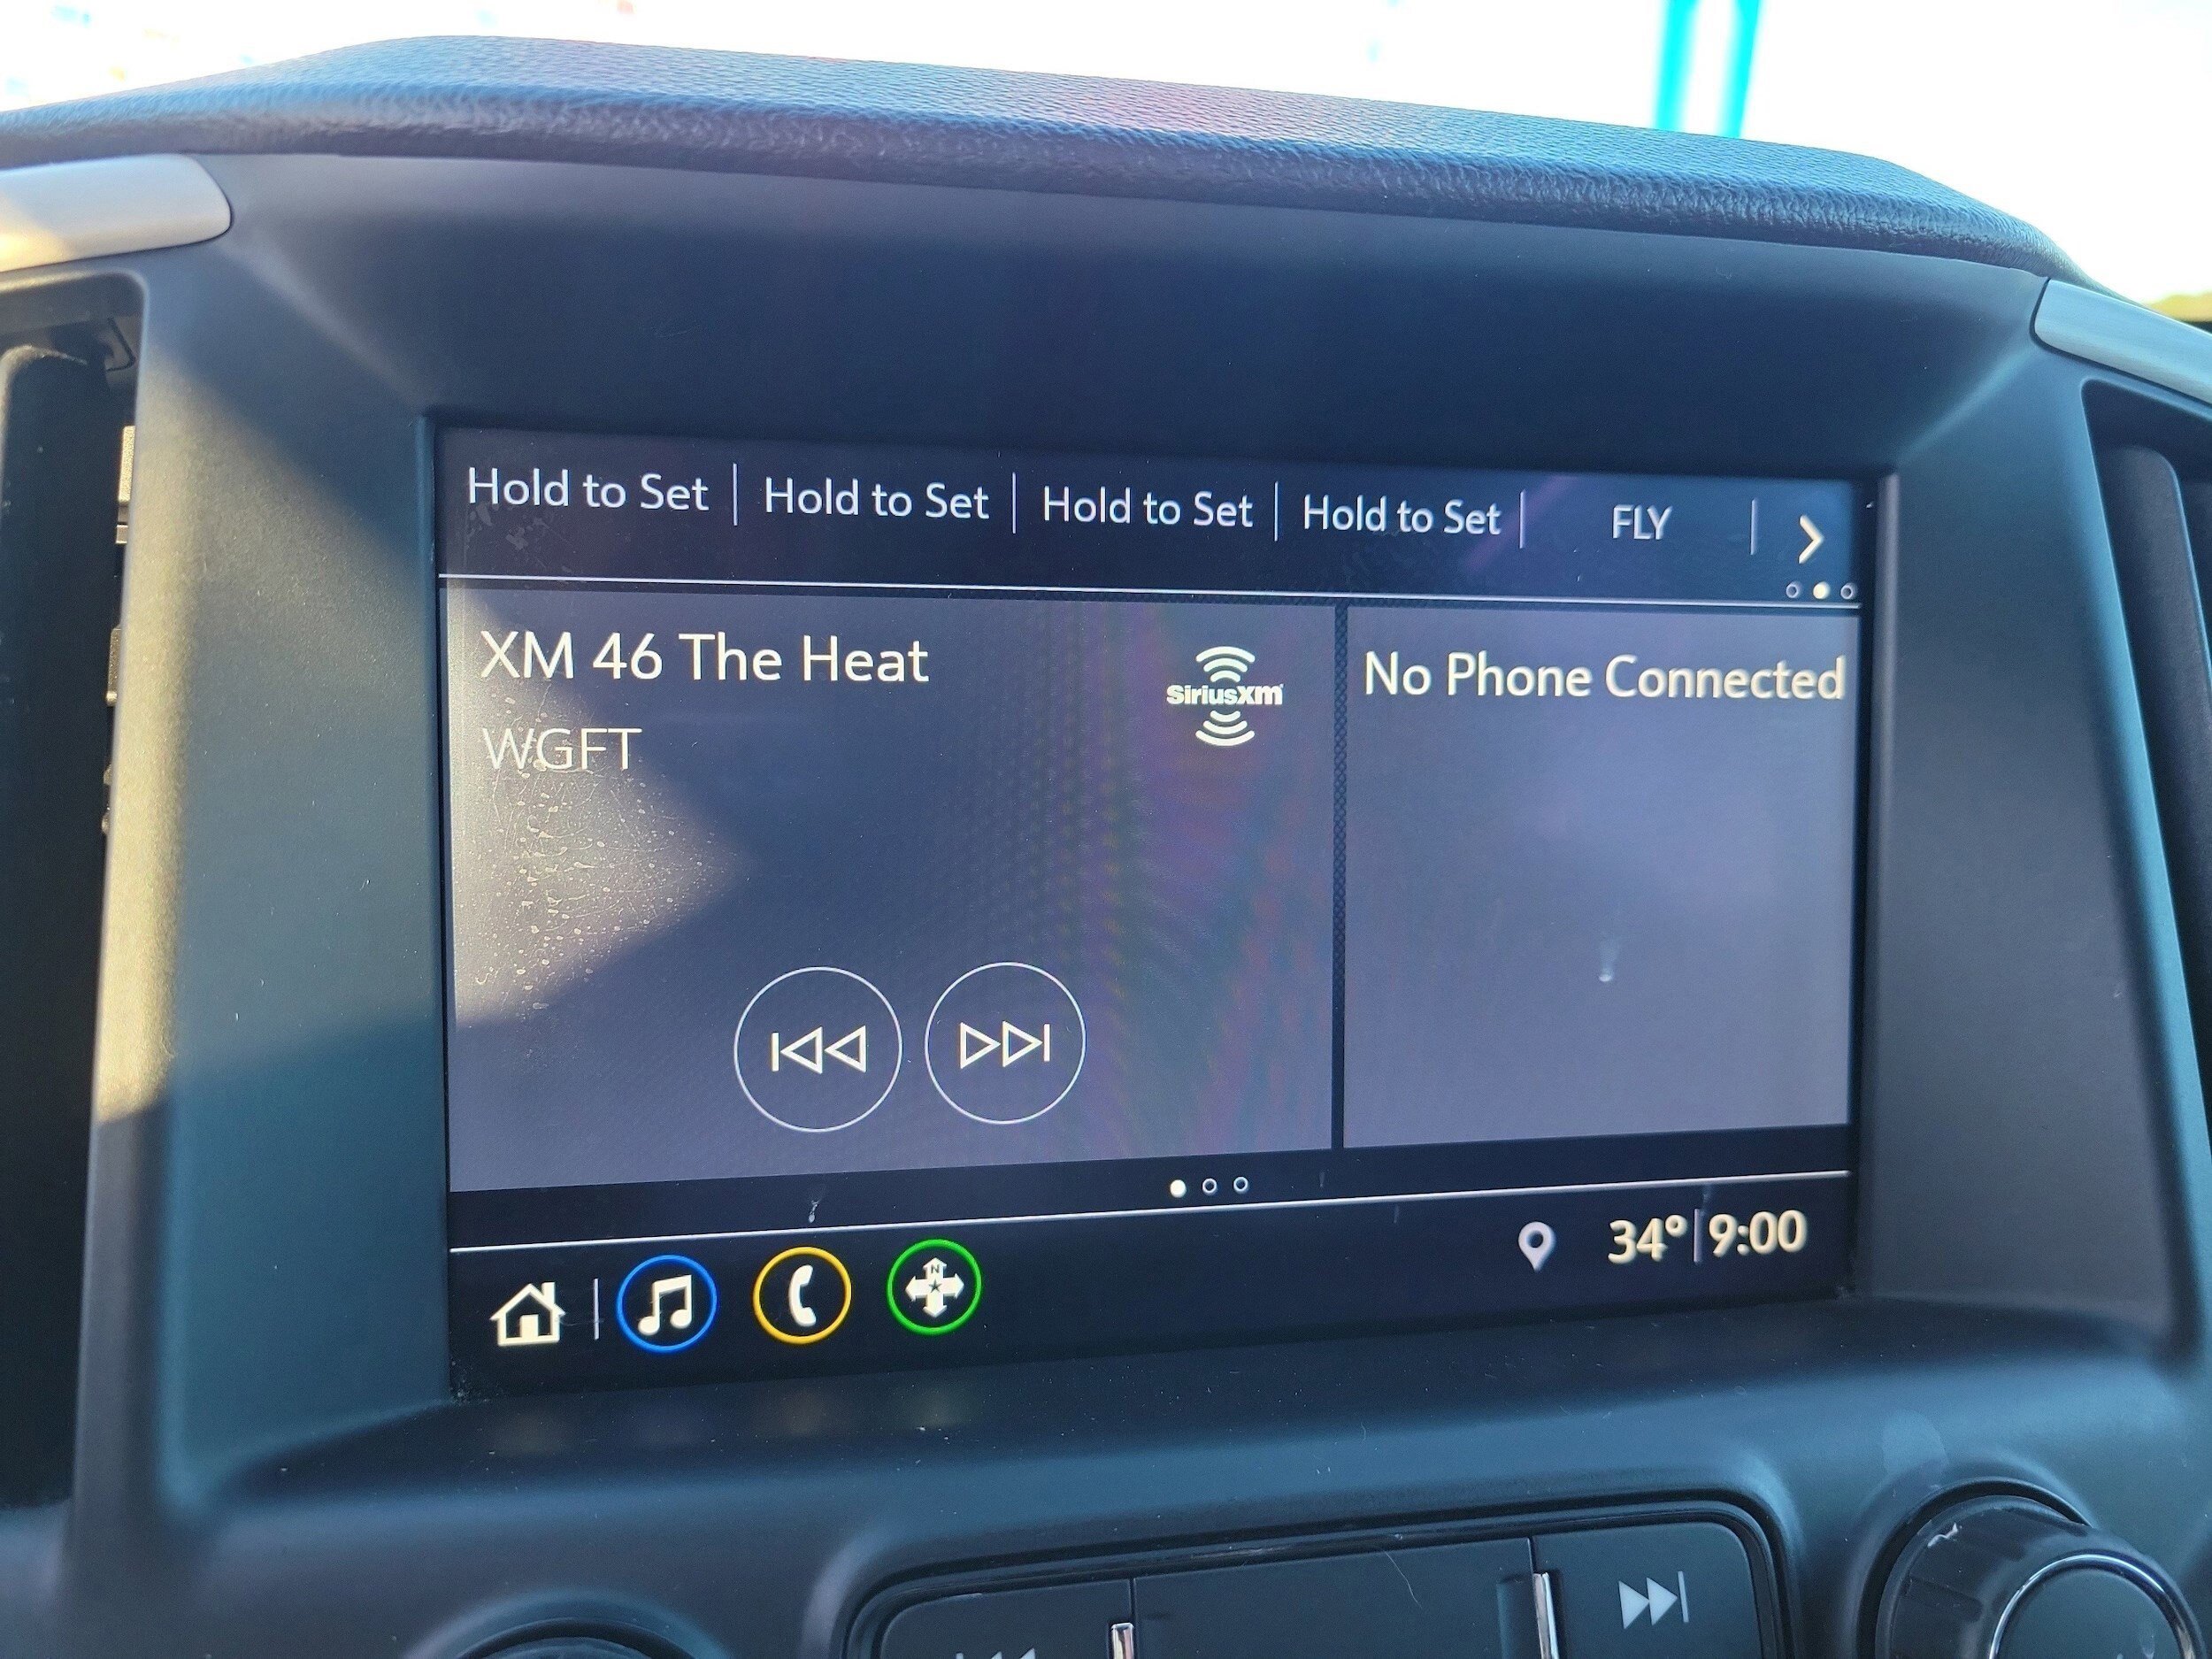 Hold to Set | Hold to Set | Hold to Set | Hold to Set | FLY
XM 46 The Heat
SiriusXM
No Phone Connected
WGFT
N
34° | 9:00